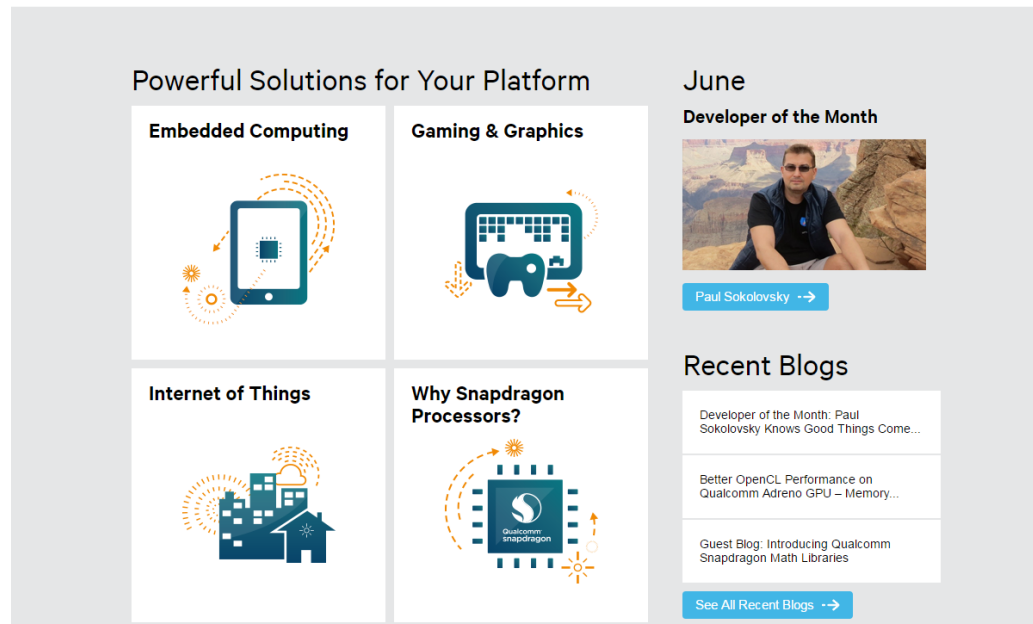 Powerful Solutions for Your Platform
Embedded Computing
Gaming & Graphics
Internet of Things
Why Snapdragon
Processors?
Qualcomm
snapdragon
June
Developer of the Month
Paul Sokolovsky
Recent Blogs
Developer of the Month: Paul
Sokolovsky Knows Good Things Come...
Better OpenCL Performance on
Qualcomm Adreno GPU – Memory...
Guest Blog: Introducing Qualcomm
Snapdragon Math Libraries
See All Recent Blogs